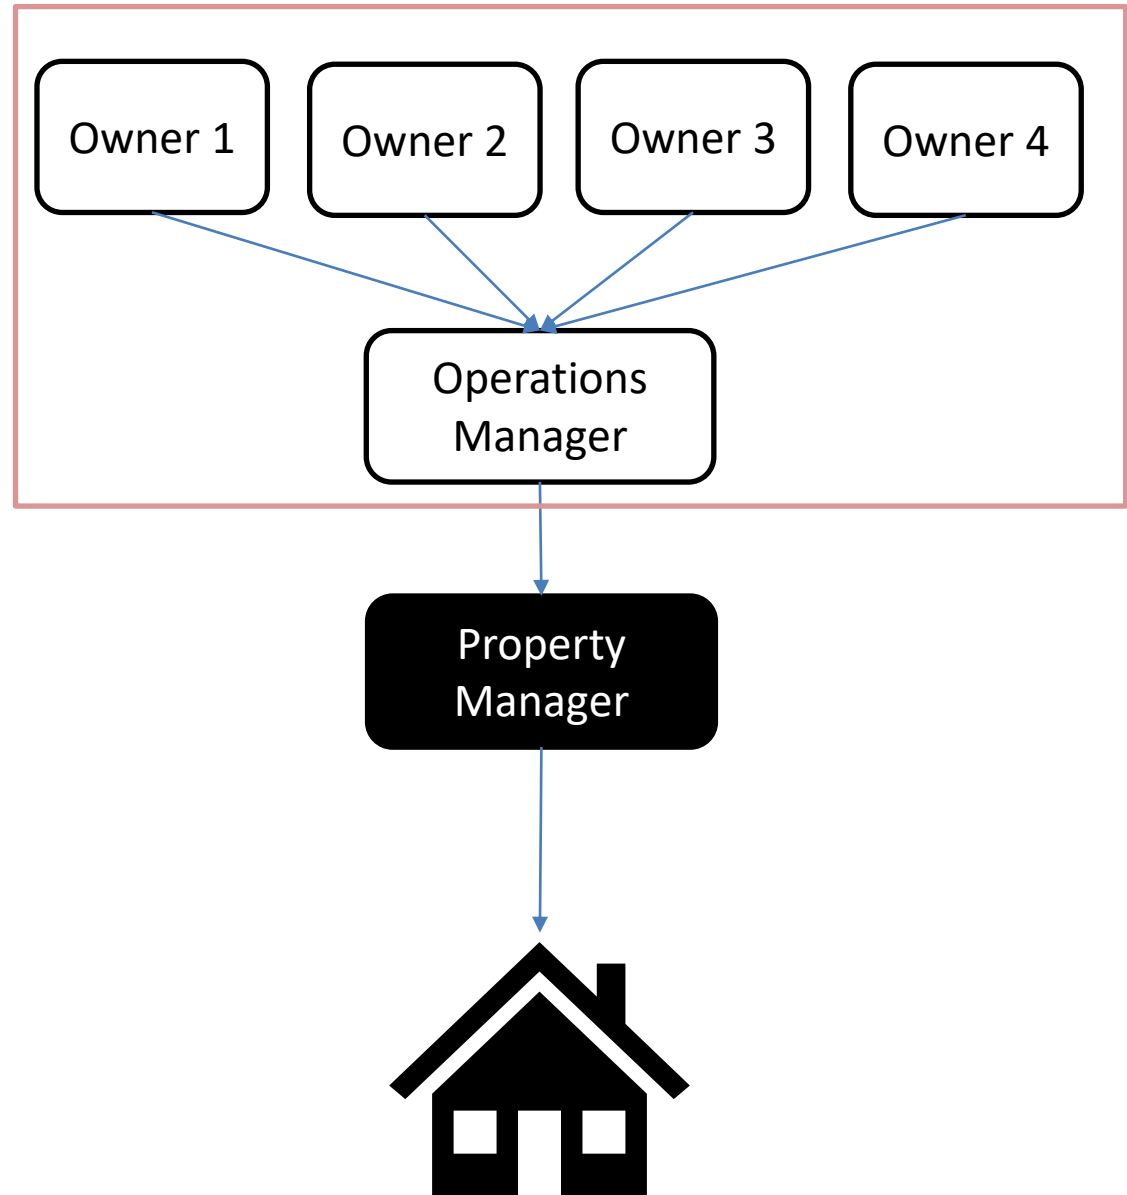 Owner 1
Owner 2
Owner 3
Owner 4
Operations
Manager
Property
Manager